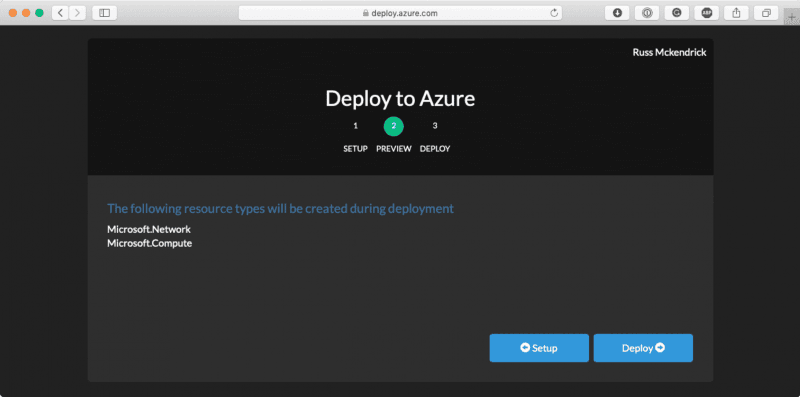 deploy.azure.com
ABP
Russ Mckendrick
Deploy to Azure
1 2 3
SETUP PREVIEW DEPLOY
The following resource types will be created during deployment
Microsoft.Network
Microsoft.Compute
Setup Deploy